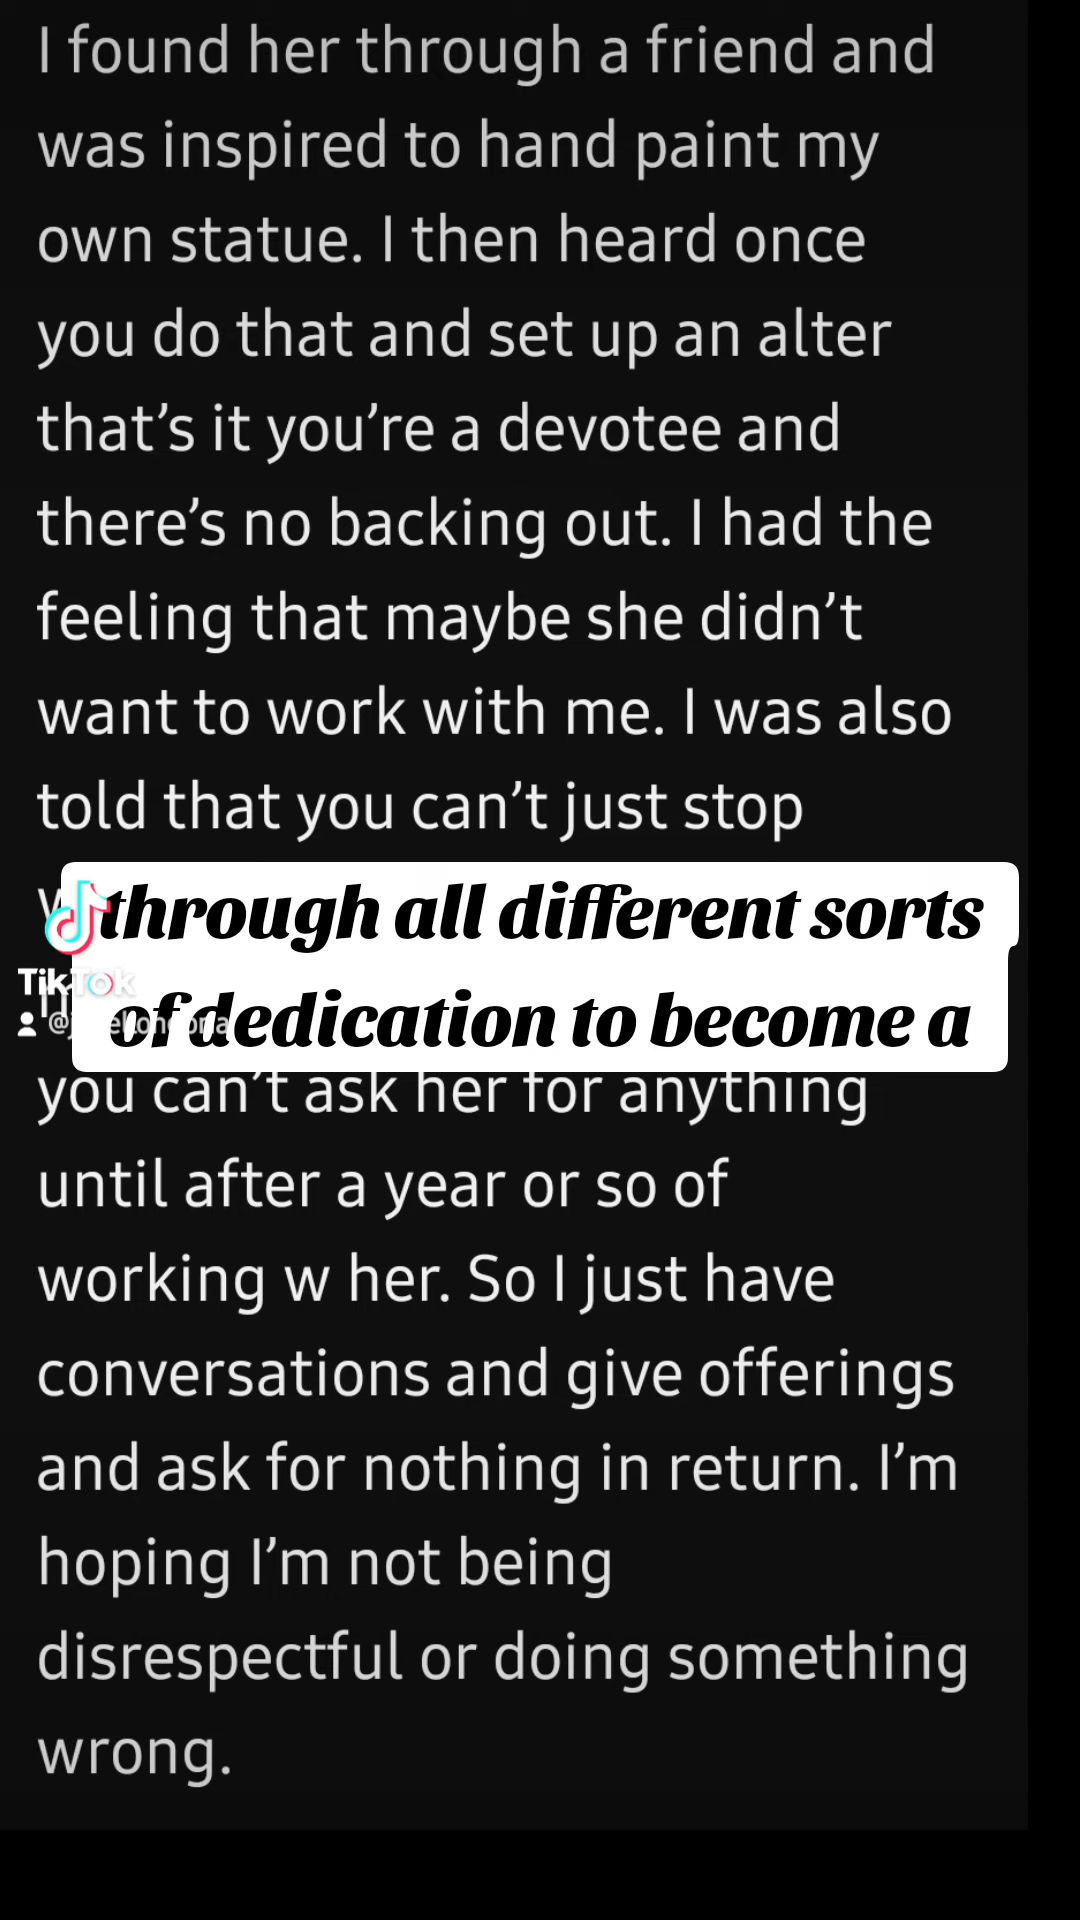 I found her through a friend and
was inspired to hand paint my
own statue. I then heard once
you do that and set up an alter
that’s it you’re a devotee and
there’s no backing out. I had the
feeling that maybe she didn’t
want to work with me. I was also
told that you can’t just stop
through all different sorts
TikTok
of dedication to become a
you can’t ask her for anything
until after a year or so of
working w her. So I just have
conversations and give offerings
and ask for nothing in return. I’m
hoping I’m not being
disrespectful or doing something
wrong.